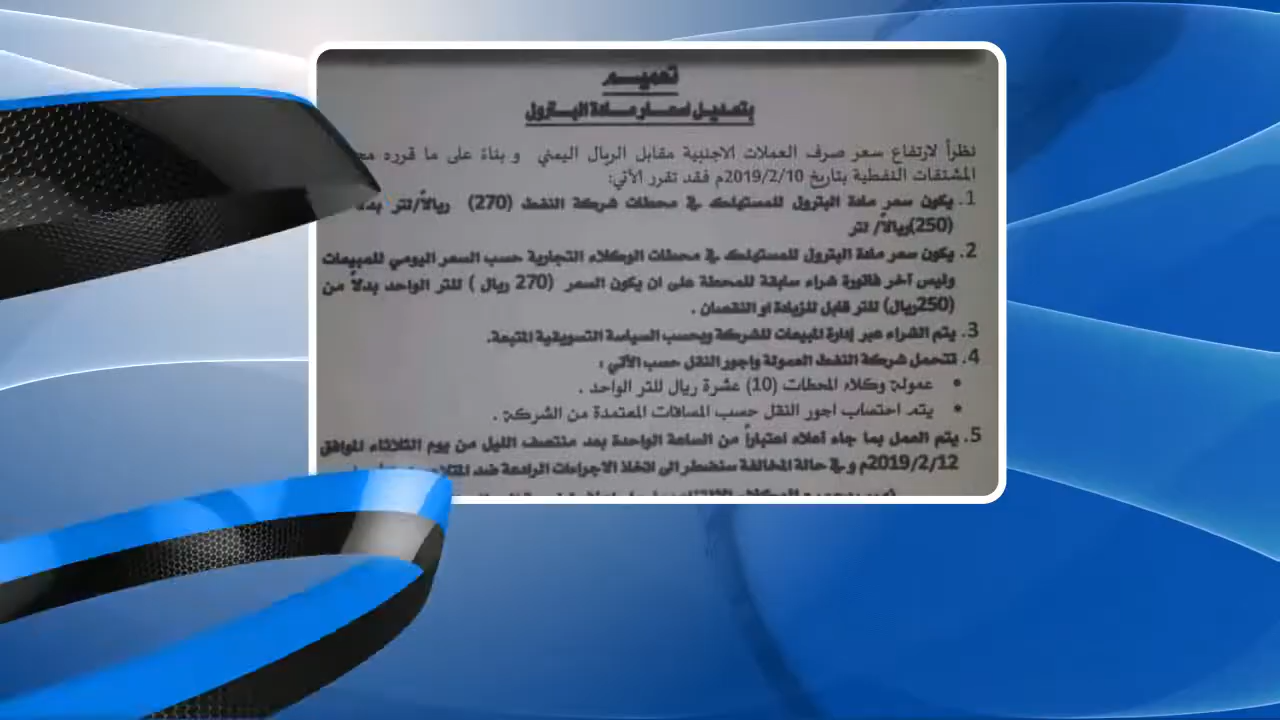 تعميم
بتعديل اسعار مادة البترول
نظراً لارتفاع سعر صرف العملات الاجنبية مقابل الريال اليمني و بناءً على ما قرره
المشتقات النفطية بتاريخ 2019/2/10م فقد تقرر الآتي:
1. يكون سعر مادة البترول للمستهلك في محطات شركة النفط (270) ريالاً/لتر
(250)ريالاً/ لتر
2. يكون سعر مادة البترول للمستهلك في محطات الوكلاء التجارية حسب السعر اليومي للمبيعات
وليس آخر فاتورة شراء سابقة للمحطة على ان يكون السعر (270 ريال ) للتر الواحد بدلاً من
(250ريال) للتر قابل للزيادة او النقصان .
3. يتم الشراء عبر إدارة المبيعات للشركة وبحسب السياسة التسويقية المتبعة.
4. تتحمل شركة النفط العمولة واجور النقل حسب الآتي :
• عمولة وكلاء المحطات (10) عشرة ريال للتر الواحد .
• يتم احتساب اجور النقل حسب المسافات المعتمدة من الشركة .
5. يتم العمل بما جاء أعلاه اعتباراً من الساعة الواحدة بعد منتصف الليل من يوم الثلاثاء الموافق
2019/2/12م و في حالة المخالفة سنضطر الى اتخاذ الاجراءات الرادعة ضد